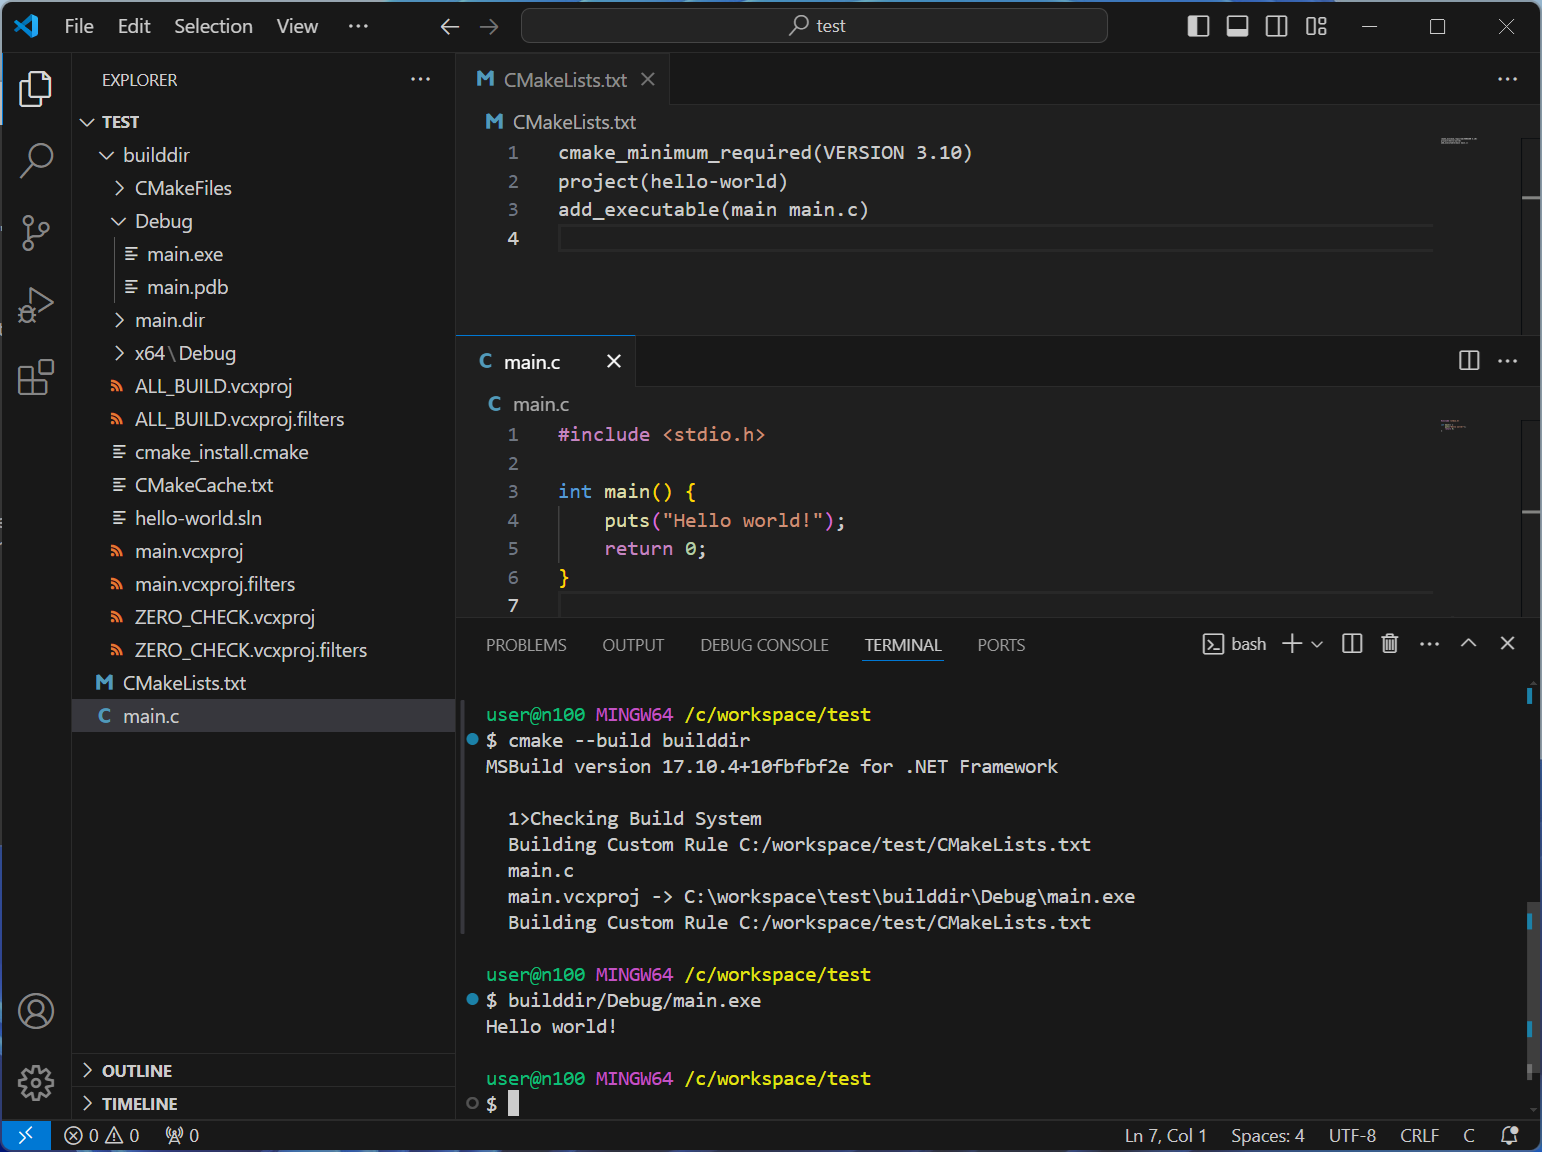 File Edit Selection View ··· test
EXPLORER ···
TEST
builddir
CMakeFiles
Debug
main.exe
main.pdb
main.dir
x64\Debug
ALL_BUILD.vcxproj
ALL_BUILD.vcxproj.filters
cmake_install.cmake
CMakeCache.txt
hello-world.sln
main.vcxproj
main.vcxproj.filters
ZERO_CHECK.vcxproj
ZERO_CHECK.vcxproj.filters
M CMakeLists.txt
C main.c
OUTLINE
TIMELINE
M CMakeLists.txt
M CMakeLists.txt
1 cmake_minimum_required(VERSION 3.10)
2 project(hello-world)
3 add_executable(main main.c)
4
C main.c
C main.c
1 #include <stdio.h>
2
3 int main() {
4     puts("Hello world!");
5     return 0;
6 }
7
PROBLEMS OUTPUT DEBUG CONSOLE TERMINAL PORTS bash
user@n100 MINGW64 /c/workspace/test
$ cmake --build builddir
MSBuild version 17.10.4+10fbfbf2e for .NET Framework
1>Checking Build System
Building Custom Rule C:/workspace/test/CMakeLists.txt
main.c
main.vcxproj -> C:\workspace\test\builddir\Debug\main.exe
Building Custom Rule C:/workspace/test/CMakeLists.txt
user@n100 MINGW64 /c/workspace/test
$ builddir/Debug/main.exe
Hello world!
user@n100 MINGW64 /c/workspace/test
$
0 0 0 Ln 7, Col 1 Spaces: 4 UTF-8 CRLF C